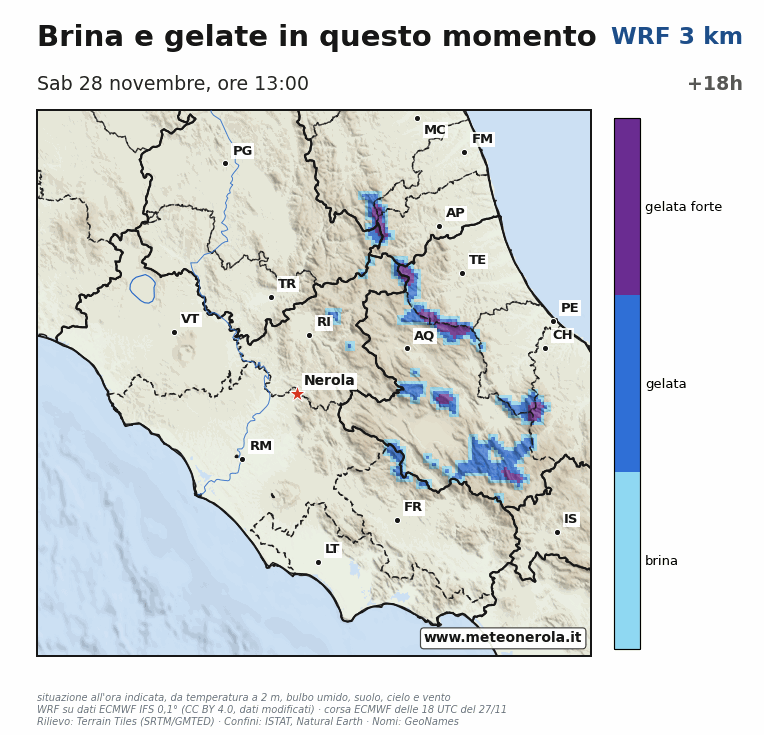 Brina e gelate in questo momento WRF 3 km
Sab 28 novembre, ore 13:00 +18h
MC
FM
PG
AP
TE
TR
PE
VT
RI
AQ
CH
Nerola
RM
FR
IS
LT
www.meteonerola.it
gelata forte
gelata
brina
situazione all'ora indicata, da temperatura a 2 m, bulbo umido, suolo, cielo e vento
WRF su dati ECMWF IFS 0,1° (CC BY 4.0, dati modificati) · corsa ECMWF delle 18 UTC del 27/11
Rilievo: Terrain Tiles (SRTM/GMTED) · Confini: ISTAT, Natural Earth · Nomi: GeoNames